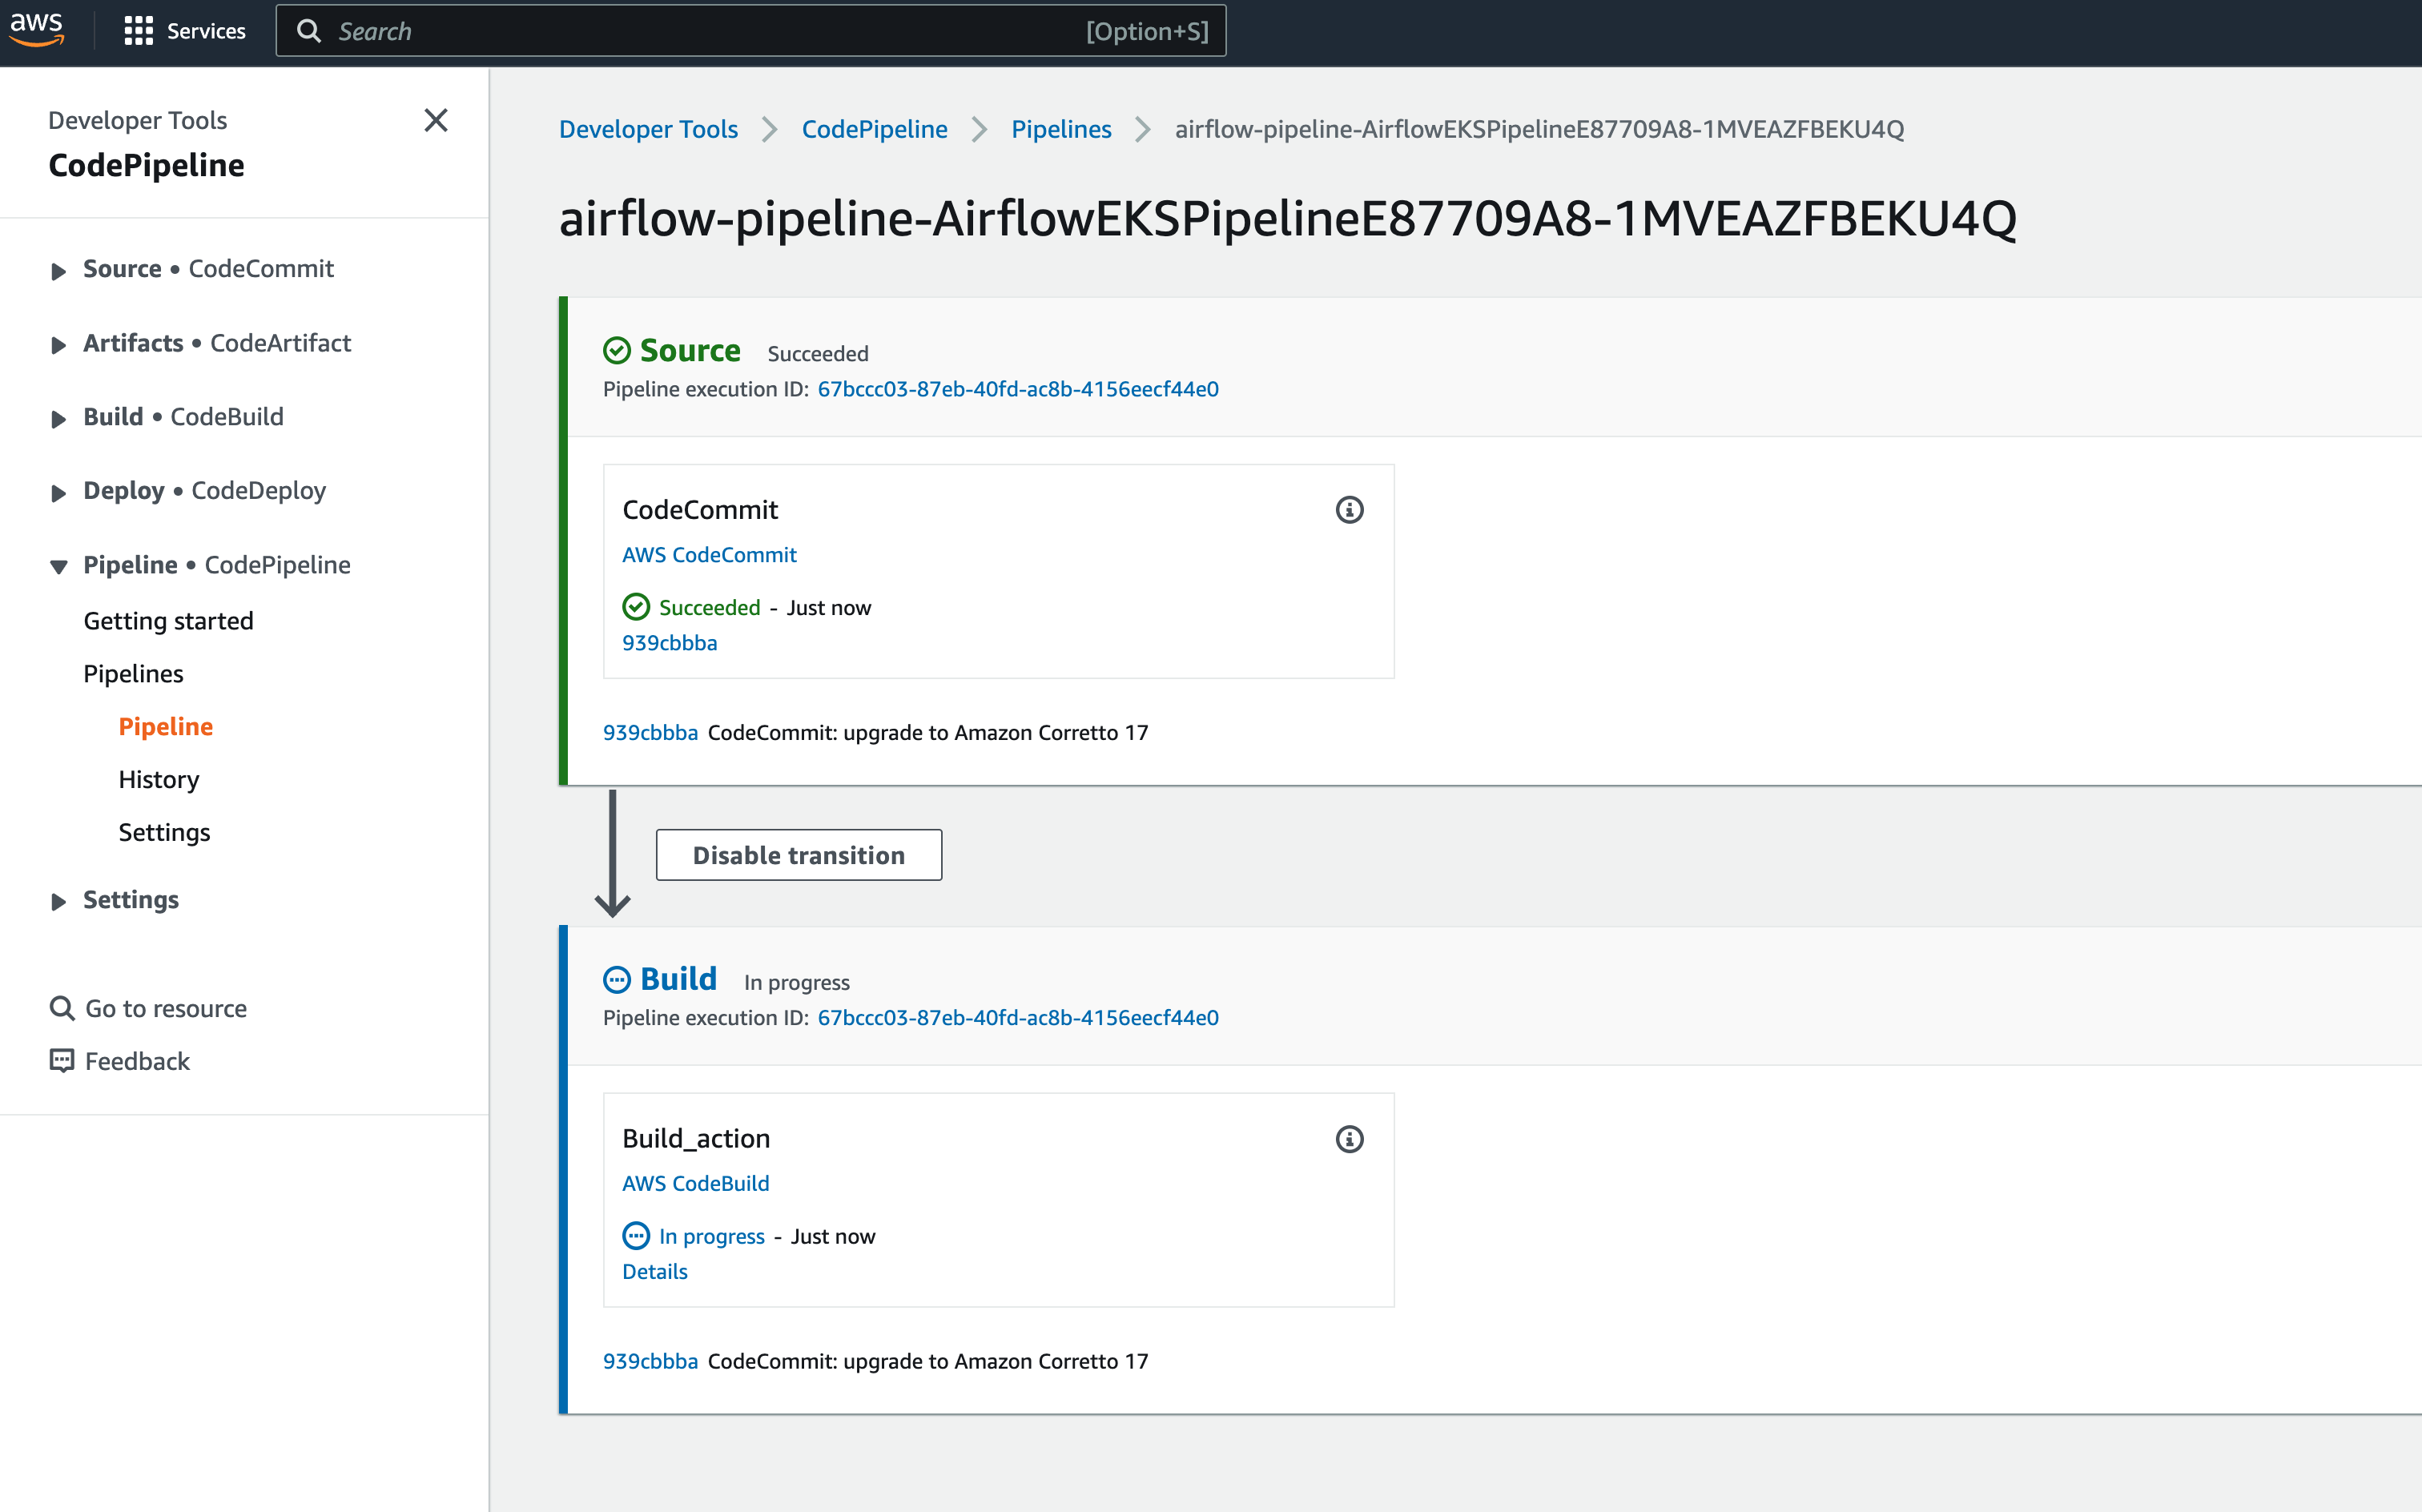 aws
Services
Search
[Option+S]
Developer Tools
CodePipeline
Source • CodeCommit
Artifacts • CodeArtifact
Build • CodeBuild
Deploy • CodeDeploy
Pipeline • CodePipeline
Getting started
Pipelines
Pipeline
History
Settings
Settings
Go to resource
Feedback
Developer Tools
CodePipeline
Pipelines
airflow-pipeline-AirflowEKSPipelineE87709A8-1MVEAZFBEKU4Q
airflow-pipeline-AirflowEKSPipelineE87709A8-1MVEAZFBEKU4Q
Source Succeeded
Pipeline execution ID: 67bccc03-87eb-40fd-ac8b-4156eecf44e0
CodeCommit
AWS CodeCommit
Succeeded - Just now
939cbbba
939cbbba CodeCommit: upgrade to Amazon Corretto 17
Disable transition
Build In progress
Pipeline execution ID: 67bccc03-87eb-40fd-ac8b-4156eecf44e0
Build_action
AWS CodeBuild
In progress - Just now
Details
939cbbba CodeCommit: upgrade to Amazon Corretto 17